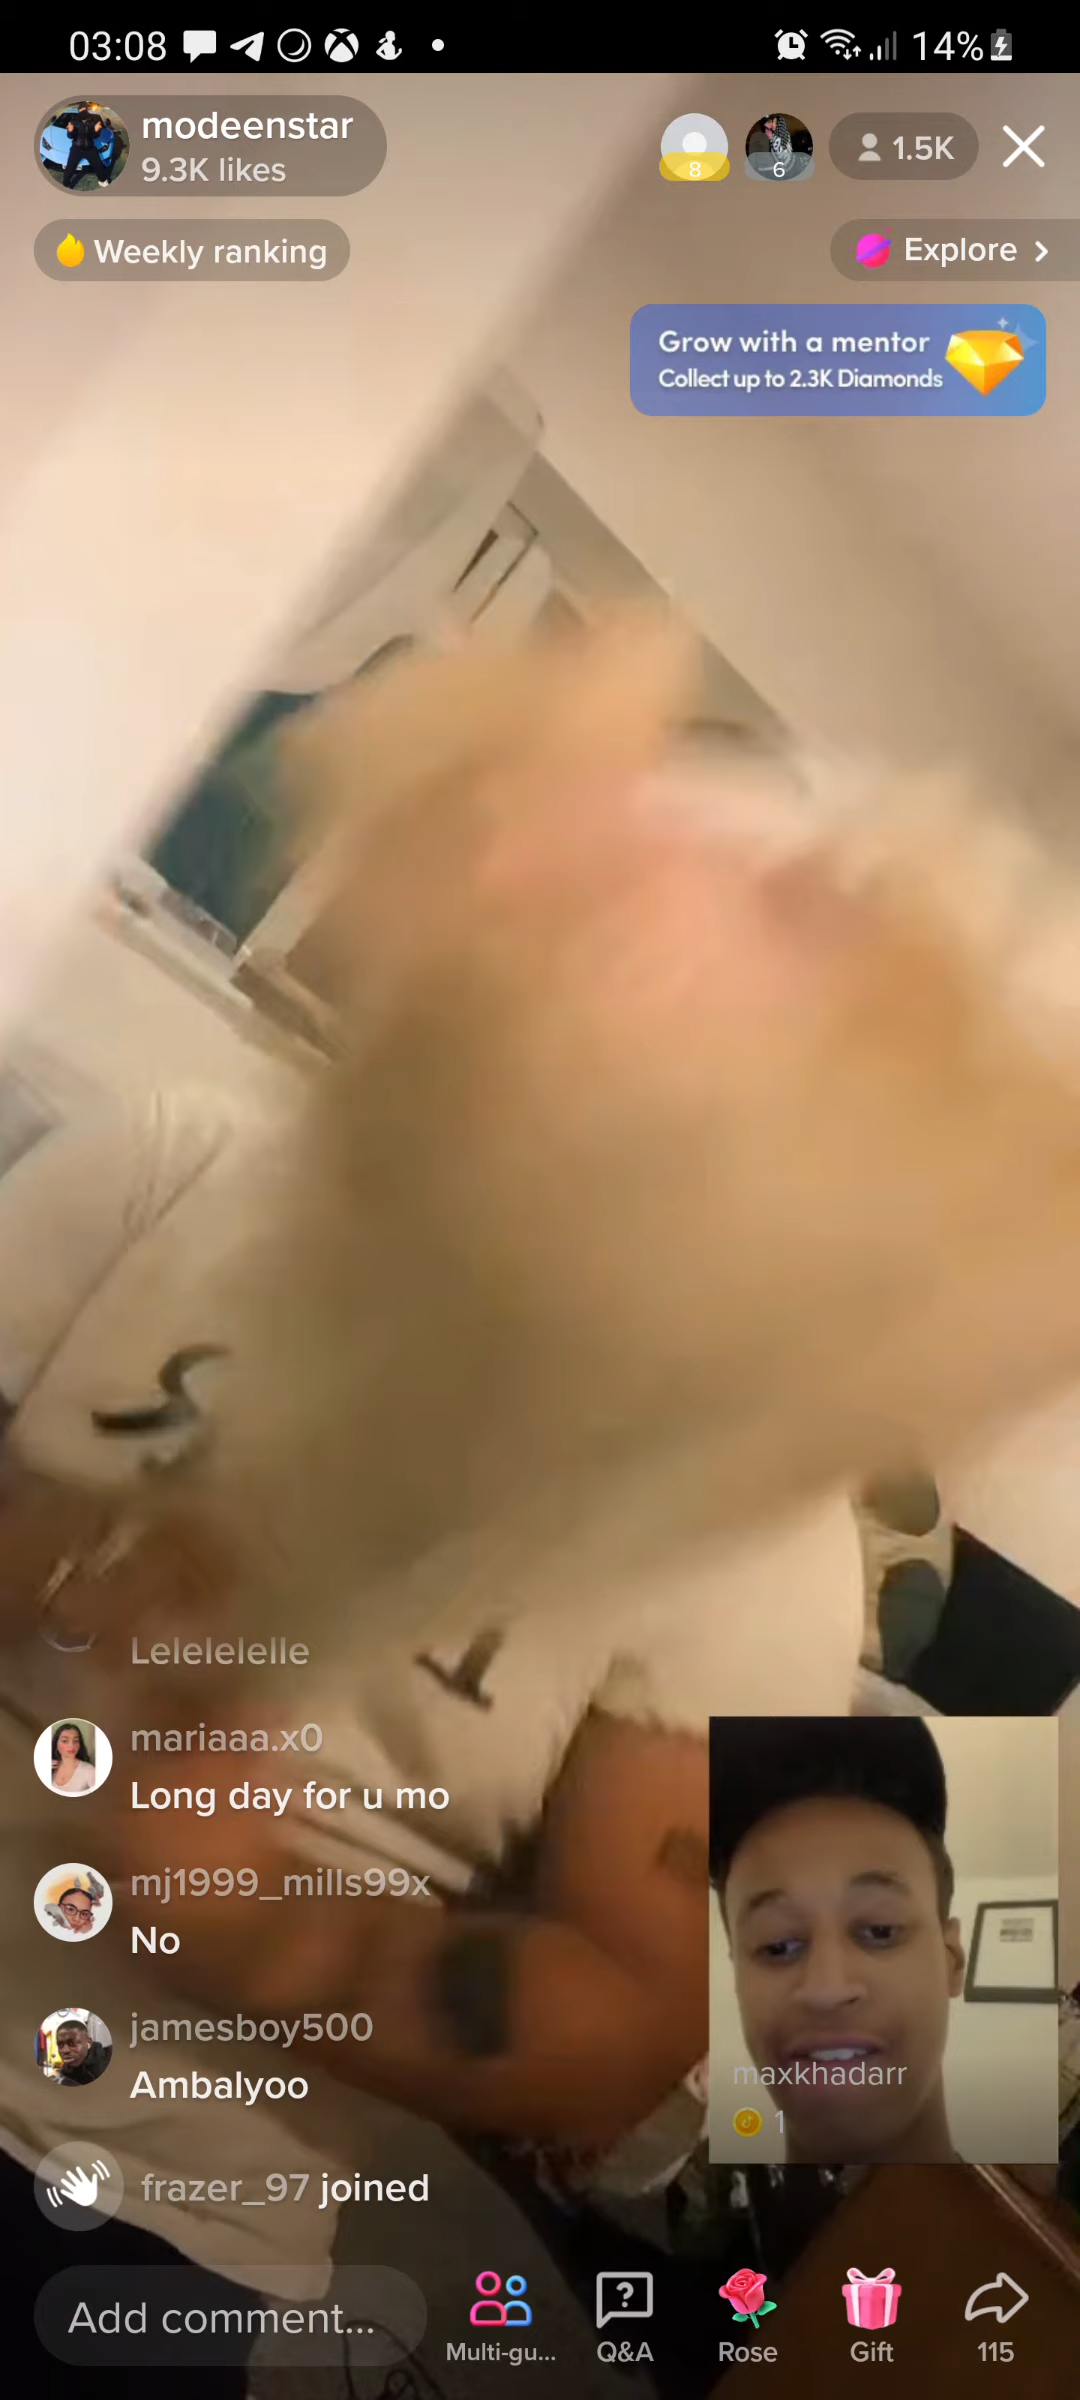 03:08
14%
modeenstar
9.3K likes
8
6
1.5K
Weekly ranking
Explore
Grow with a mentor
Collect up to 2.3K Diamonds
Lelelelelle
mariaaa.x0
Long day for u mo
mj1999_mills99x
No
jamesboy500
Ambalyoo
maxkhadarr
1
frazer_97 joined
Add comment...
Multi-gu...
Q&A
Rose
Gift
115